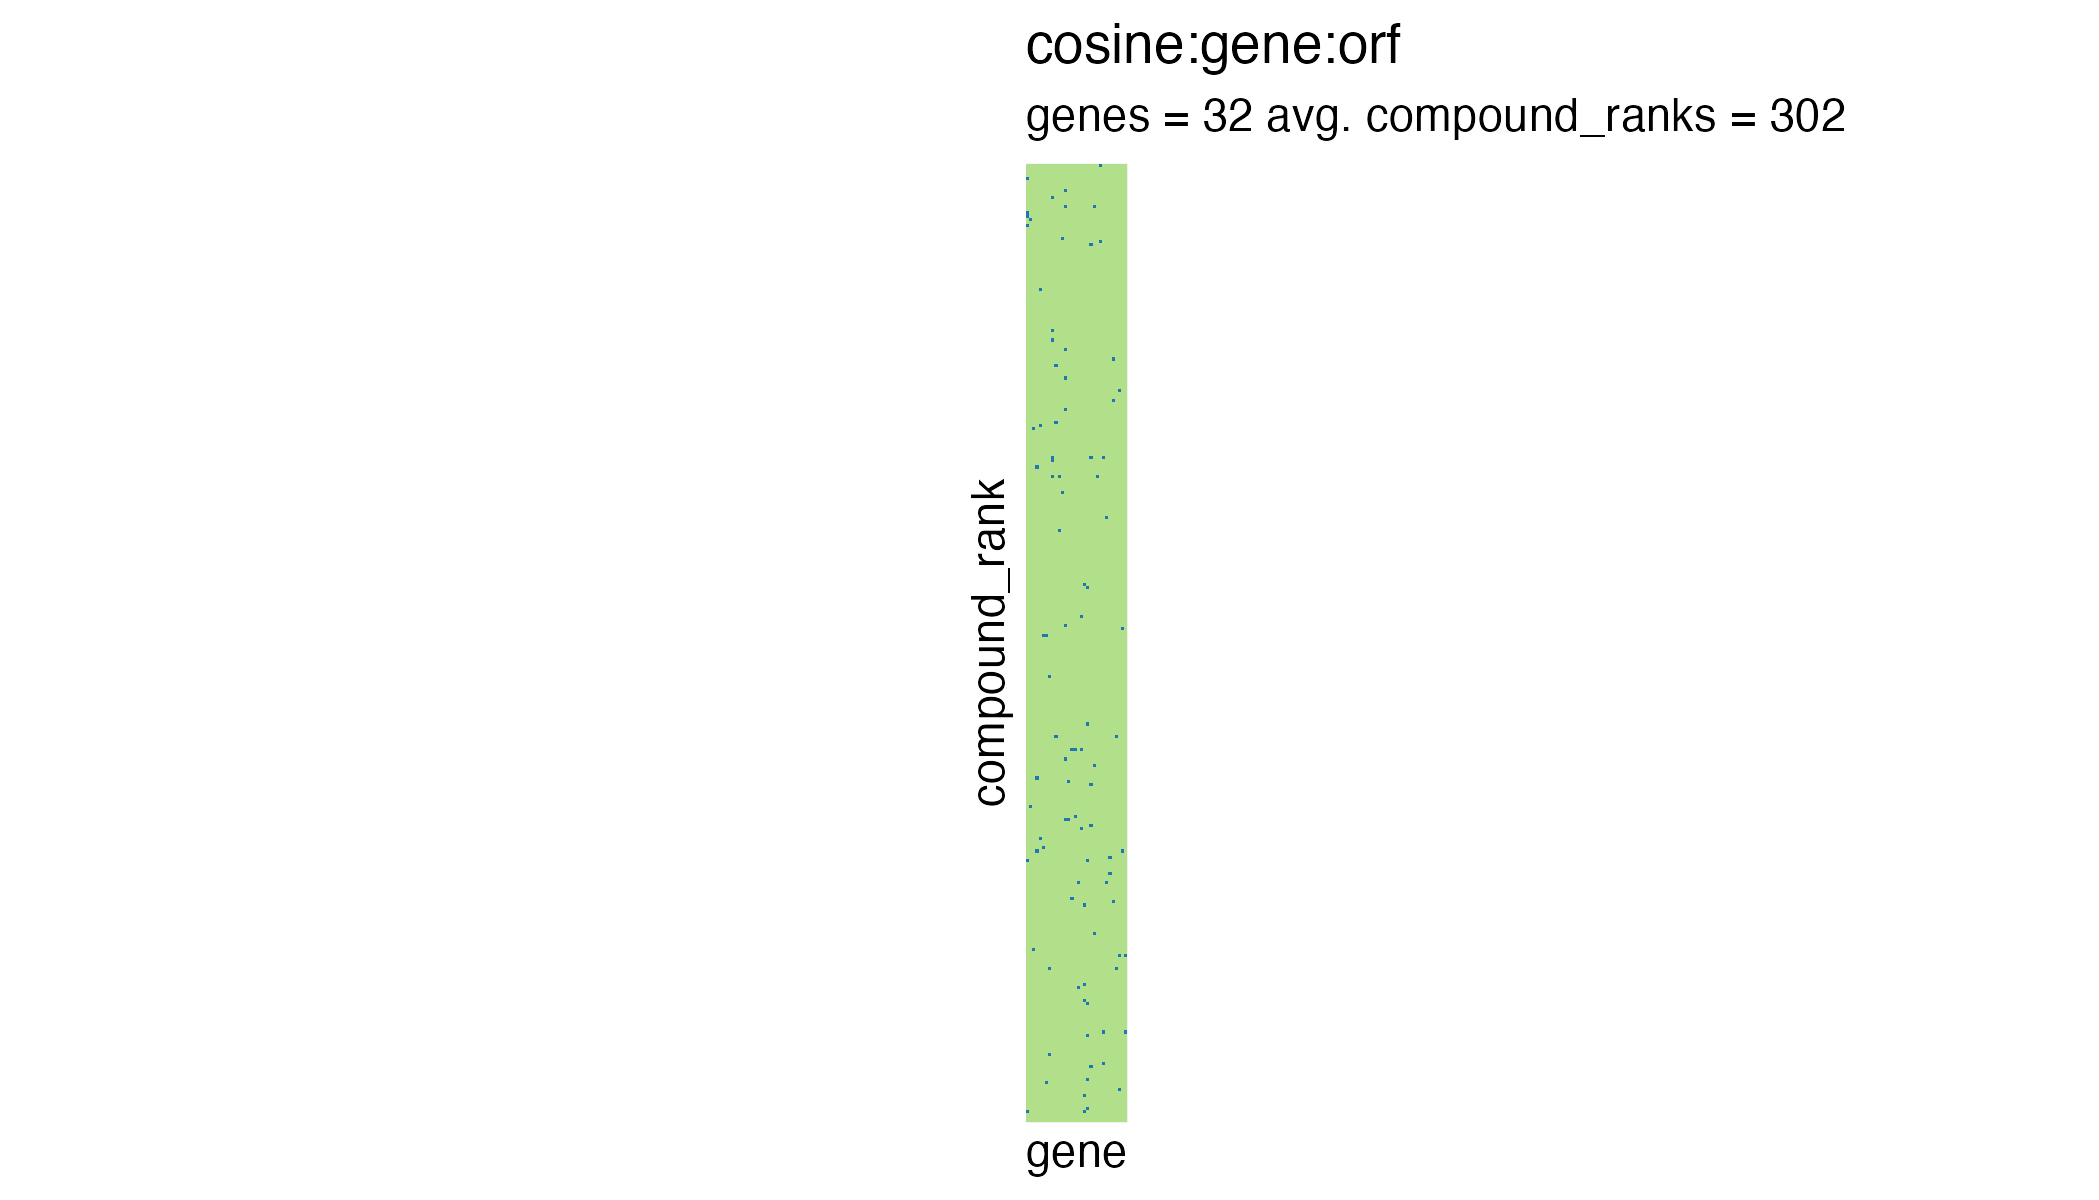 cosine:gene:orf
genes = 32 avg. compound_ranks = 302
compound_rank
gene